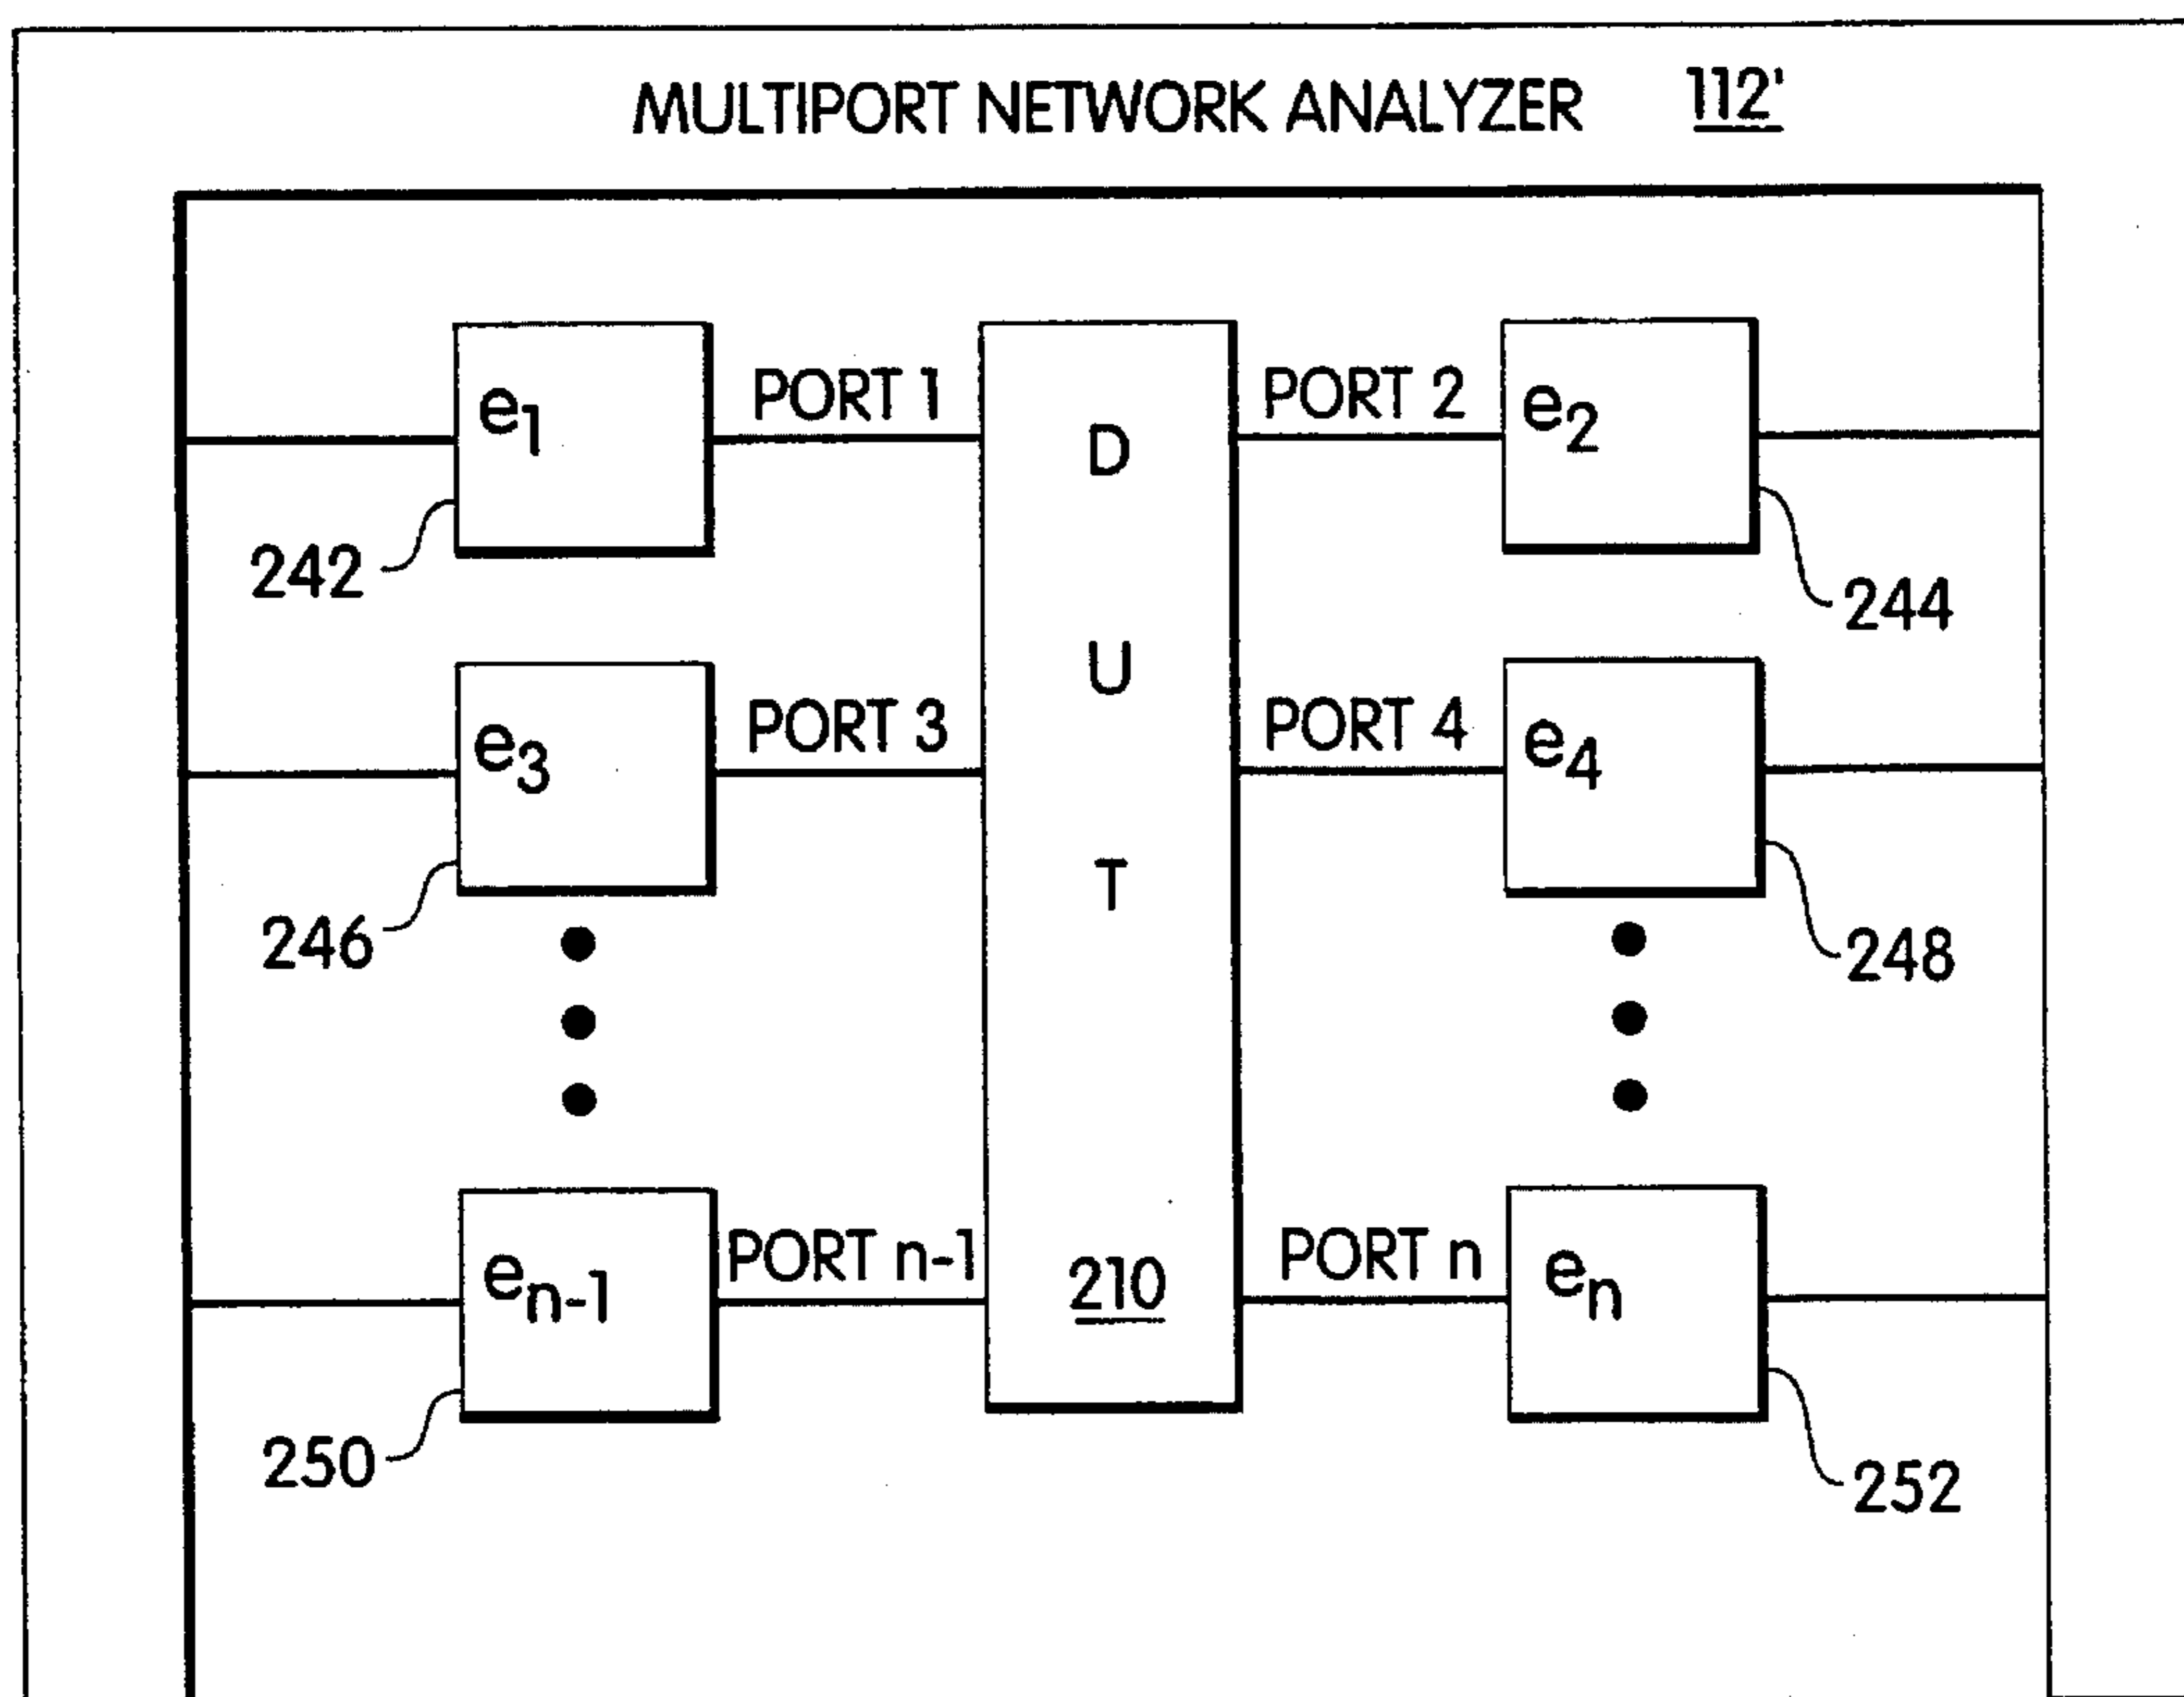 MULTIPORT NETWORK ANALYZER 112'
e1 PORT 1 D PORT 2 e2
242 244
U
e3 PORT 3 PORT 4 e4
T
246 248
en-1 PORT n-1 210 PORT n en
250 252